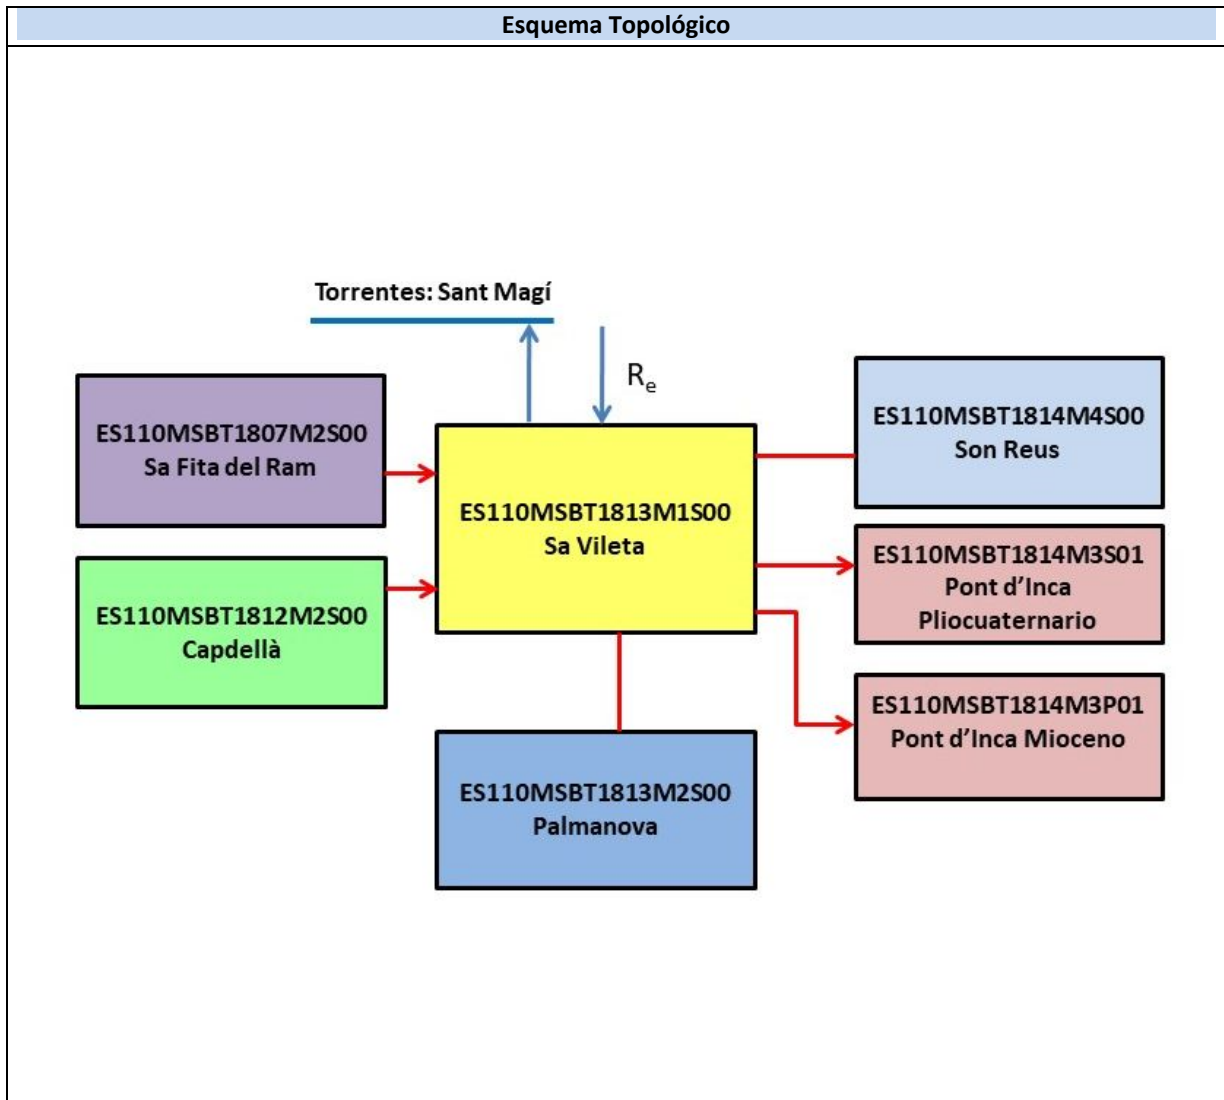 Esquema Topológico
Torrentes: Sant Magí
Re
ES110MSBT1807M2S00
Sa Fita del Ram
ES110MSBT1812M2S00
Capdellà
ES110MSBT1813M1S00
Sa Vileta
ES110MSBT1814M4S00
Son Reus
ES110MSBT1814M3S01
Pont d’Inca
Pliocuaternario
ES110MSBT1814M3P01
Pont d’Inca Mioceno
ES110MSBT1813M2S00
Palmanova